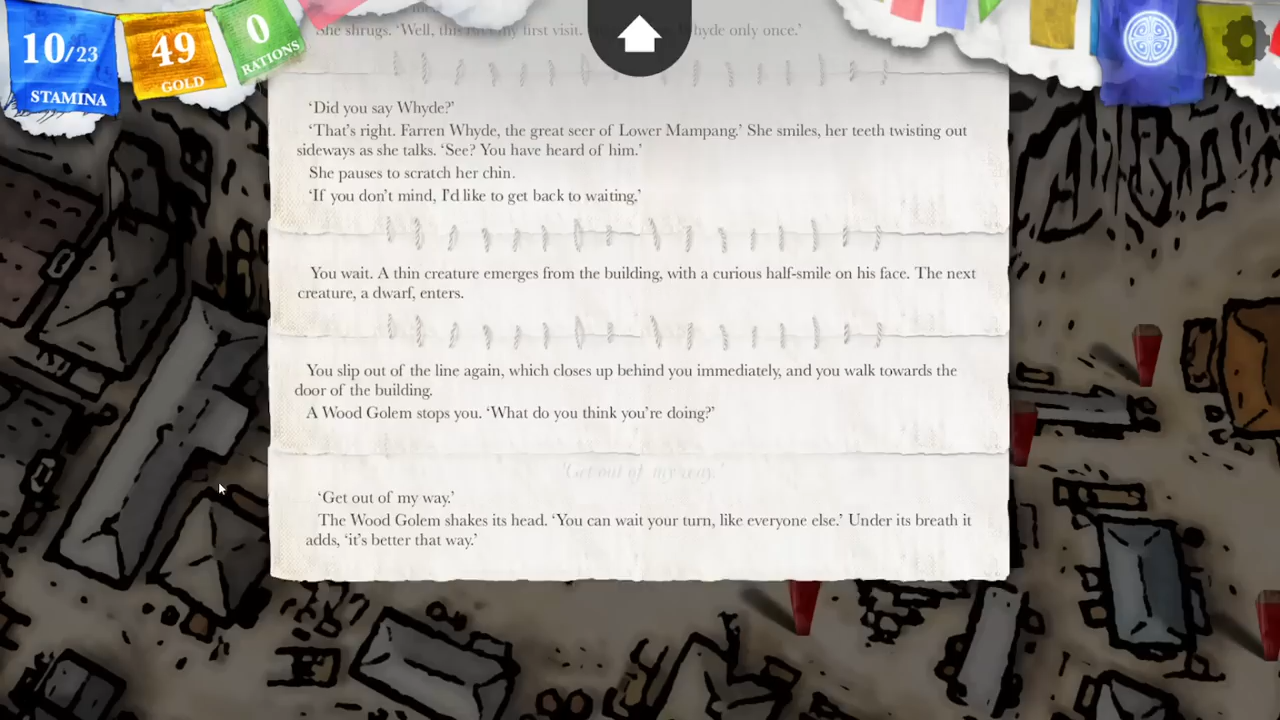 10/23
STAMINA
49
GOLD
0
RATIONS
She shrugs. ‘Well, this my first visit. hyde only once.’
‘Did you say Whyde?’
‘That’s right. Farren Whyde, the great seer of Lower Mampang.’ She smiles, her teeth twisting out
sideways as she talks. ‘See? You have heard of him.’
She pauses to scratch her chin.
‘If you don’t mind, I’d like to get back to waiting.’
You wait. A thin creature emerges from the building, with a curious half-smile on his face. The next
creature, a dwarf, enters.
You slip out of the line again, which closes up behind you immediately, and you walk towards the
door of the building.
A Wood Golem stops you. ‘What do you think you’re doing?’
‘Get out of my way.’
‘Get out of my way.’
The Wood Golem shakes its head. ‘You can wait your turn, like everyone else.’ Under its breath it
adds, ‘it’s better that way.’